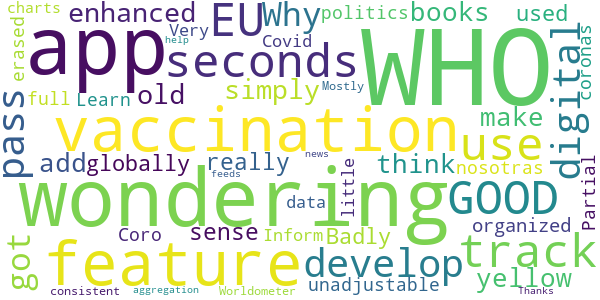 charts
enhanced
EU
Why
politics
books
used
erased
app
Very
Covid
help
seconds
WHO
coronas
full
Learn
old
simply
Mostly
digital
pass
vaccination
make
use
add
globally
really
news
think
nosotras
Partial
feeds
wondering
data
little
GOOD
organized
got
Coro
sense
Inform
Badly
track
feature
develop
unadjustable
yellow
consistent
aggregation
Worldometer
Thanks